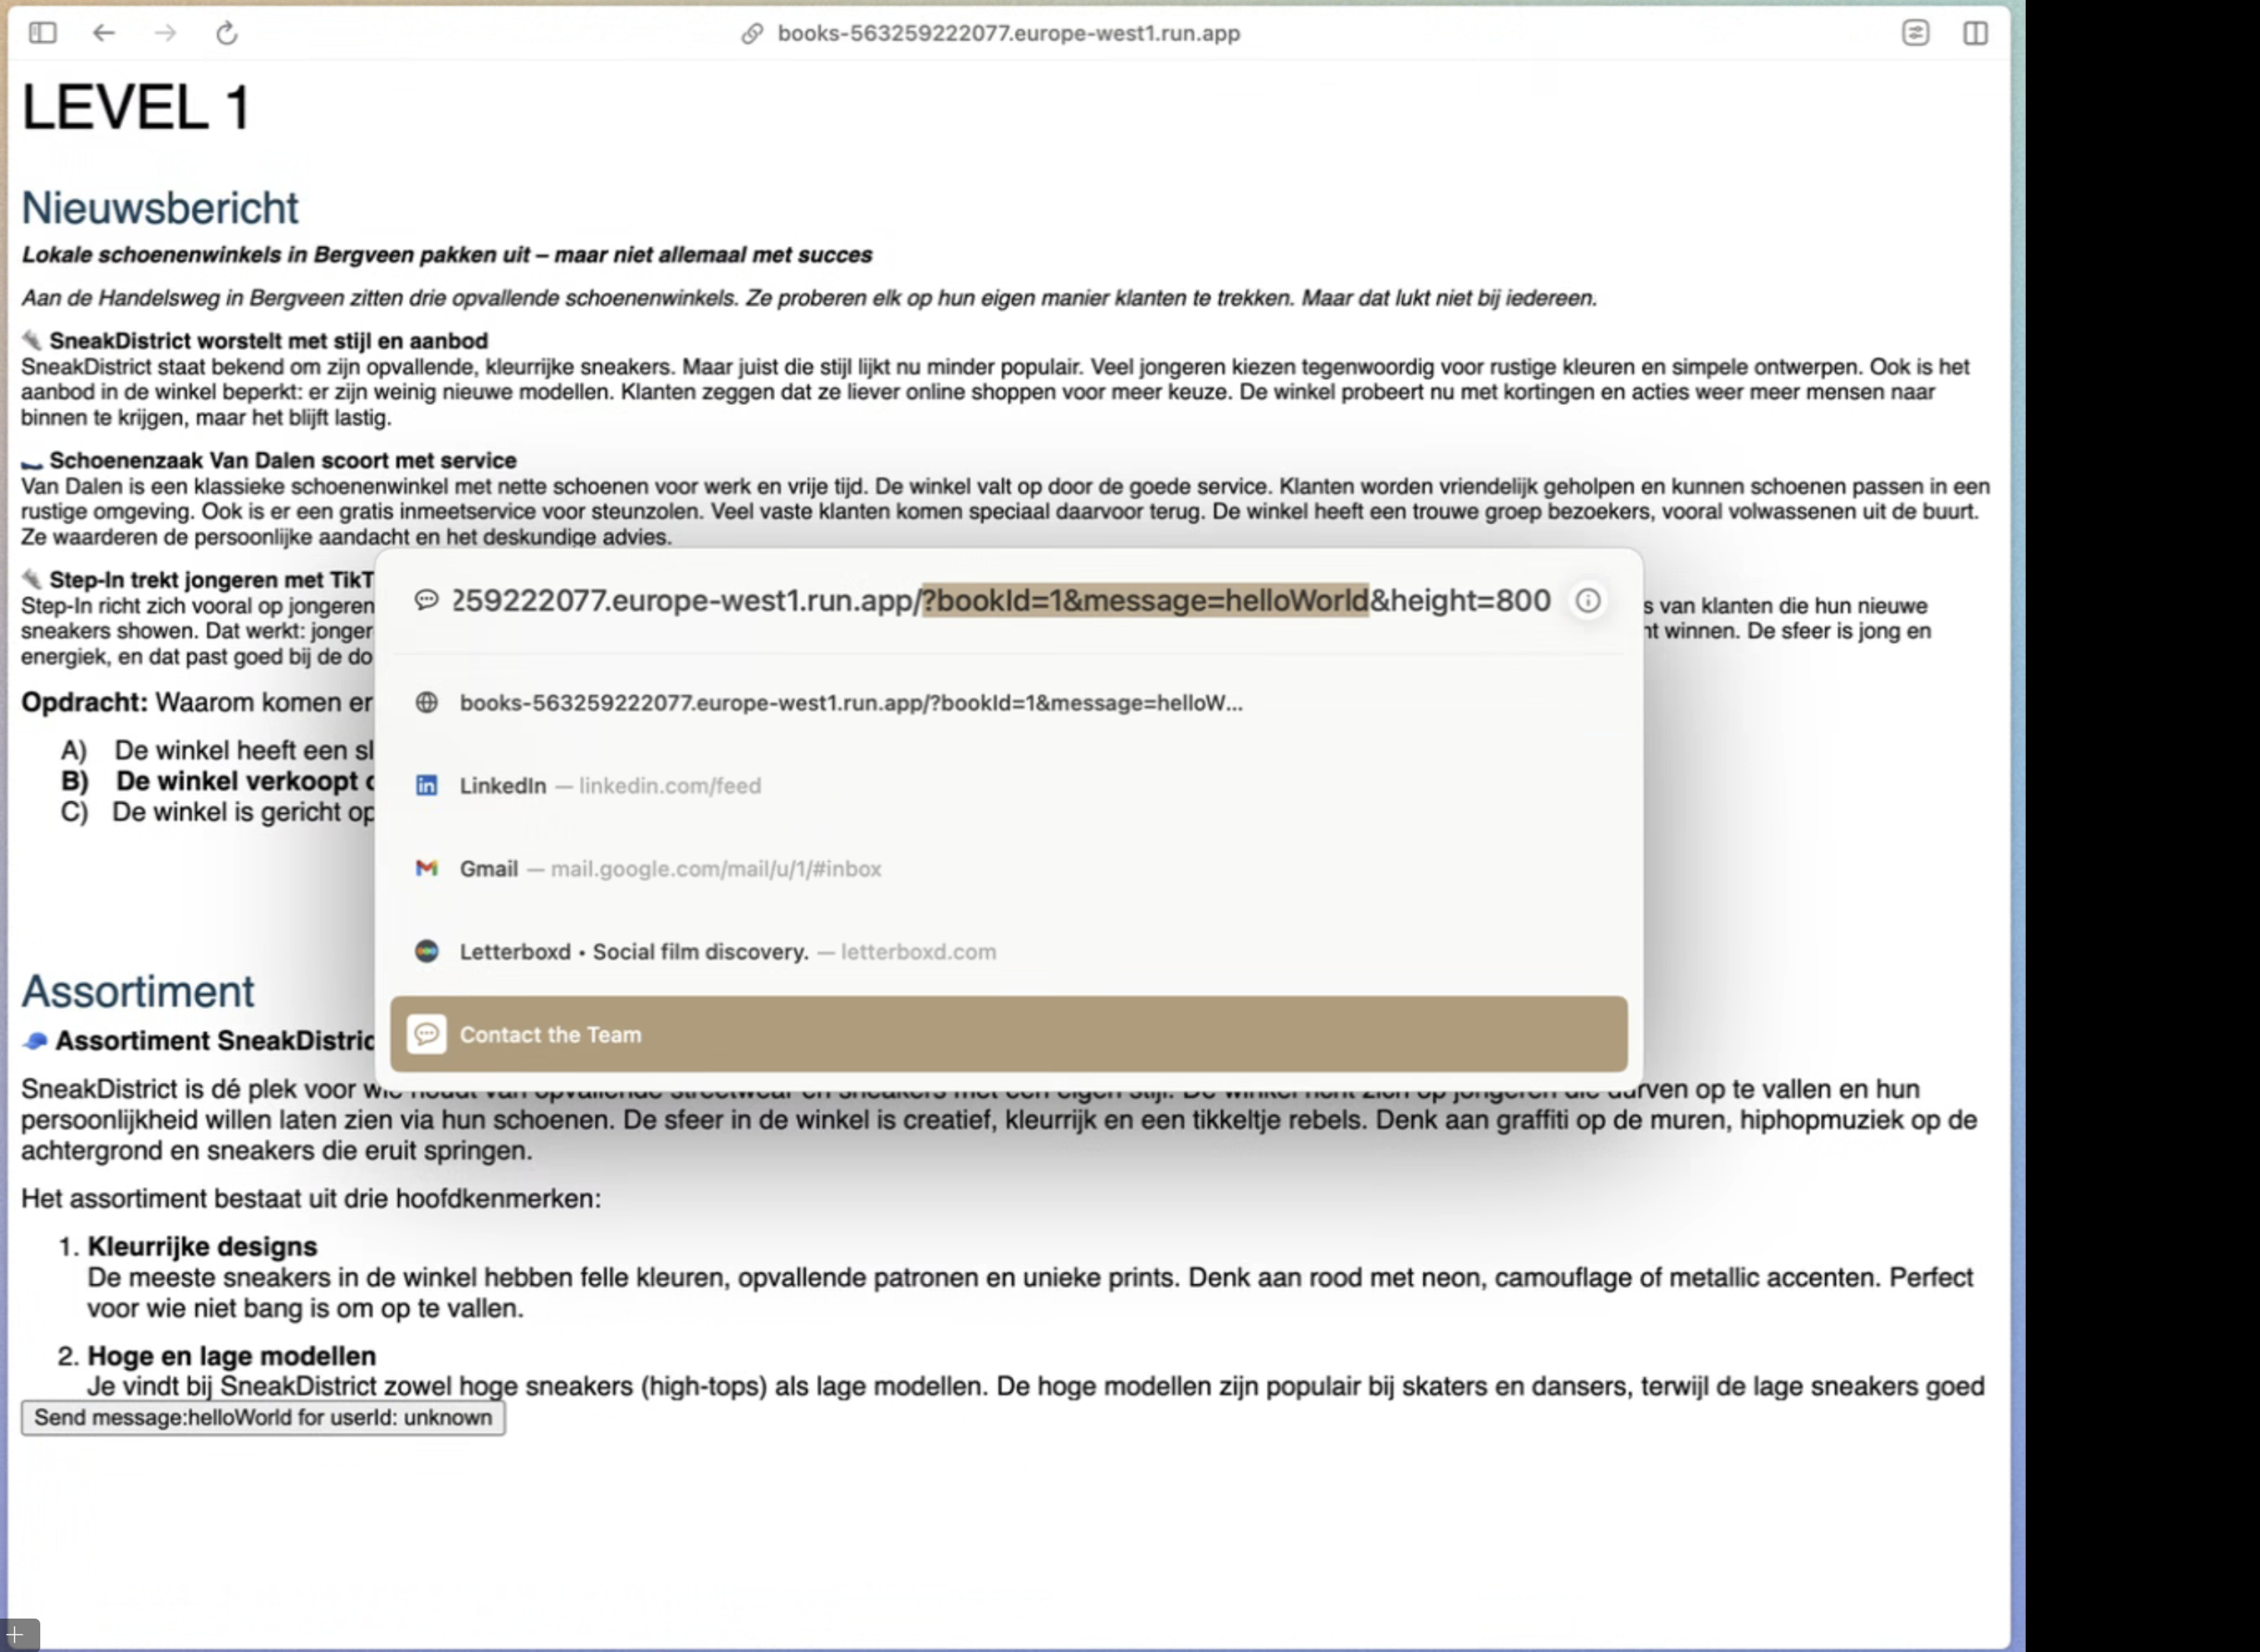 books-563259222077.europe-west1.run.app
LEVEL 1
Nieuwsbericht
Lokale schoenenwinkels in Bergveen pakken uit – maar niet allemaal met succes
Aan de Handelsweg in Bergveen zitten drie opvallende schoenenwinkels. Ze proberen elk op hun eigen manier klanten te trekken. Maar dat lukt niet bij iedereen.
SneakDistrict worstelt met stijl en aanbod
SneakDistrict staat bekend om zijn opvallende, kleurrijke sneakers. Maar juist die stijl lijkt nu minder populair. Veel jongeren kiezen tegenwoordig voor rustige kleuren en simpele ontwerpen. Ook is het
aanbod in de winkel beperkt: er zijn weinig nieuwe modellen. Klanten zeggen dat ze liever online shoppen voor meer keuze. De winkel probeert nu met kortingen en acties weer meer mensen naar
binnen te krijgen, maar het blijft lastig.
Schoenenzaak Van Dalen scoort met service
Van Dalen is een klassieke schoenenwinkel met nette schoenen voor werk en vrije tijd. De winkel valt op door de goede service. Klanten worden vriendelijk geholpen en kunnen schoenen passen in een
rustige omgeving. Ook is er een gratis inmeetservice voor steunzolen. Veel vaste klanten komen speciaal daarvoor terug. De winkel heeft een trouwe groep bezoekers, vooral volwassenen uit de buurt.
Ze waarderen de persoonlijke aandacht en het deskundige advies.
Step-In trekt jongeren met TikT
Step-In richt zich vooral op jongeren s van klanten die hun nieuwe
sneakers showen. Dat werkt: jonger nt winnen. De sfeer is jong en
energiek, en dat past goed bij de do
Opdracht: Waarom komen er
A) De winkel heeft een sl
B) De winkel verkoopt
C) De winkel is gericht op
259222077.europe-west1.run.app/?bookId=1&message=helloWorld&height=800
books-563259222077.europe-west1.run.app/?bookId=1&message=helloW...
LinkedIn — linkedin.com/feed
Gmail — mail.google.com/mail/u/1/#inbox
Letterboxd • Social film discovery. — letterboxd.com
Contact the Team
Assortiment
Assortiment SneakDistric
SneakDistrict is dé plek voor wie houdt van opvallende streetwear en sneakers met een eigen stijl. De winkel richt zich op jongeren die durven op te vallen en hun
persoonlijkheid willen laten zien via hun schoenen. De sfeer in de winkel is creatief, kleurrijk en een tikkeltje rebels. Denk aan graffiti op de muren, hiphopmuziek op de
achtergrond en sneakers die eruit springen.
Het assortiment bestaat uit drie hoofdkenmerken:
1. Kleurrijke designs
De meeste sneakers in de winkel hebben felle kleuren, opvallende patronen en unieke prints. Denk aan rood met neon, camouflage of metallic accenten. Perfect
voor wie niet bang is om op te vallen.
2. Hoge en lage modellen
Je vindt bij SneakDistrict zowel hoge sneakers (high-tops) als lage modellen. De hoge modellen zijn populair bij skaters en dansers, terwijl de lage sneakers goed
Send message:helloWorld for userId: unknown